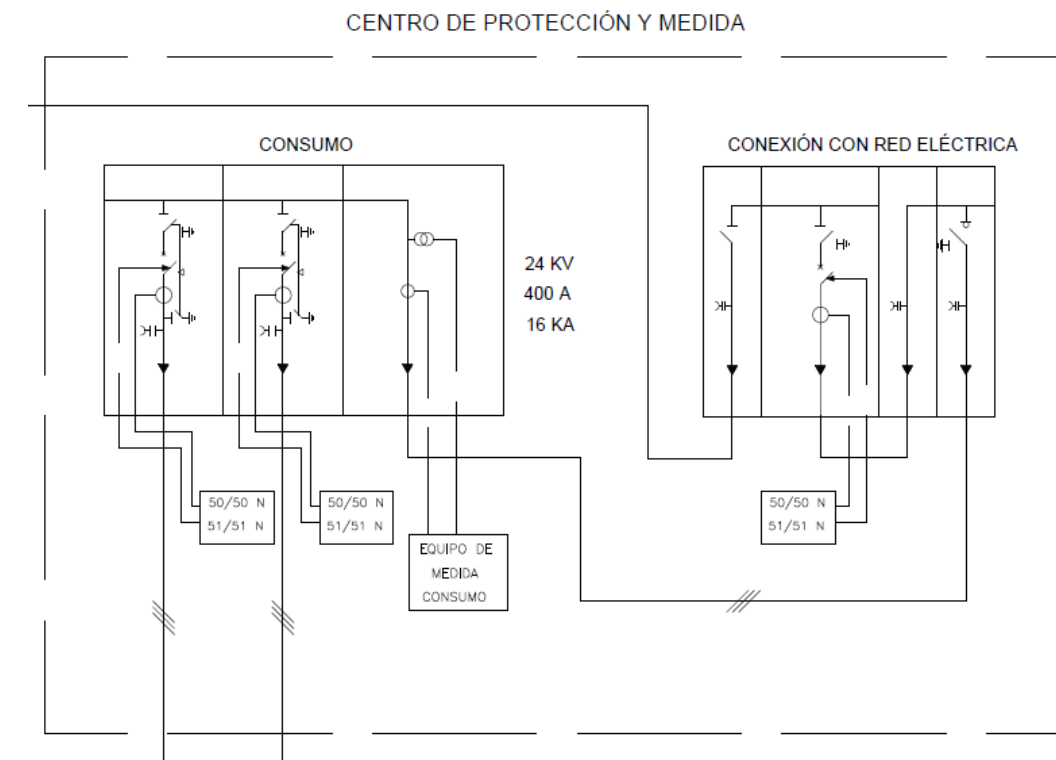 CENTRO DE PROTECCIÓN Y MEDIDA
CONSUMO
CONEXIÓN CON RED ELÉCTRICA
24 KV
400 A
16 KA
50/50 N
51/51 N
50/50 N
51/51 N
50/50 N
51/51 N
EQUIPO DE
MEDIDA
CONSUMO